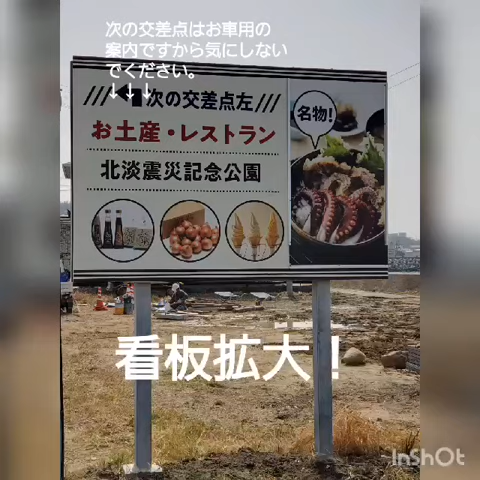 次の交差点はお車用の
案内ですから気にしない
でください。
↓↓↓
次の交差点左
お土産・レストラン
北淡震災記念公園
名物!
看板拡大！
InShOt